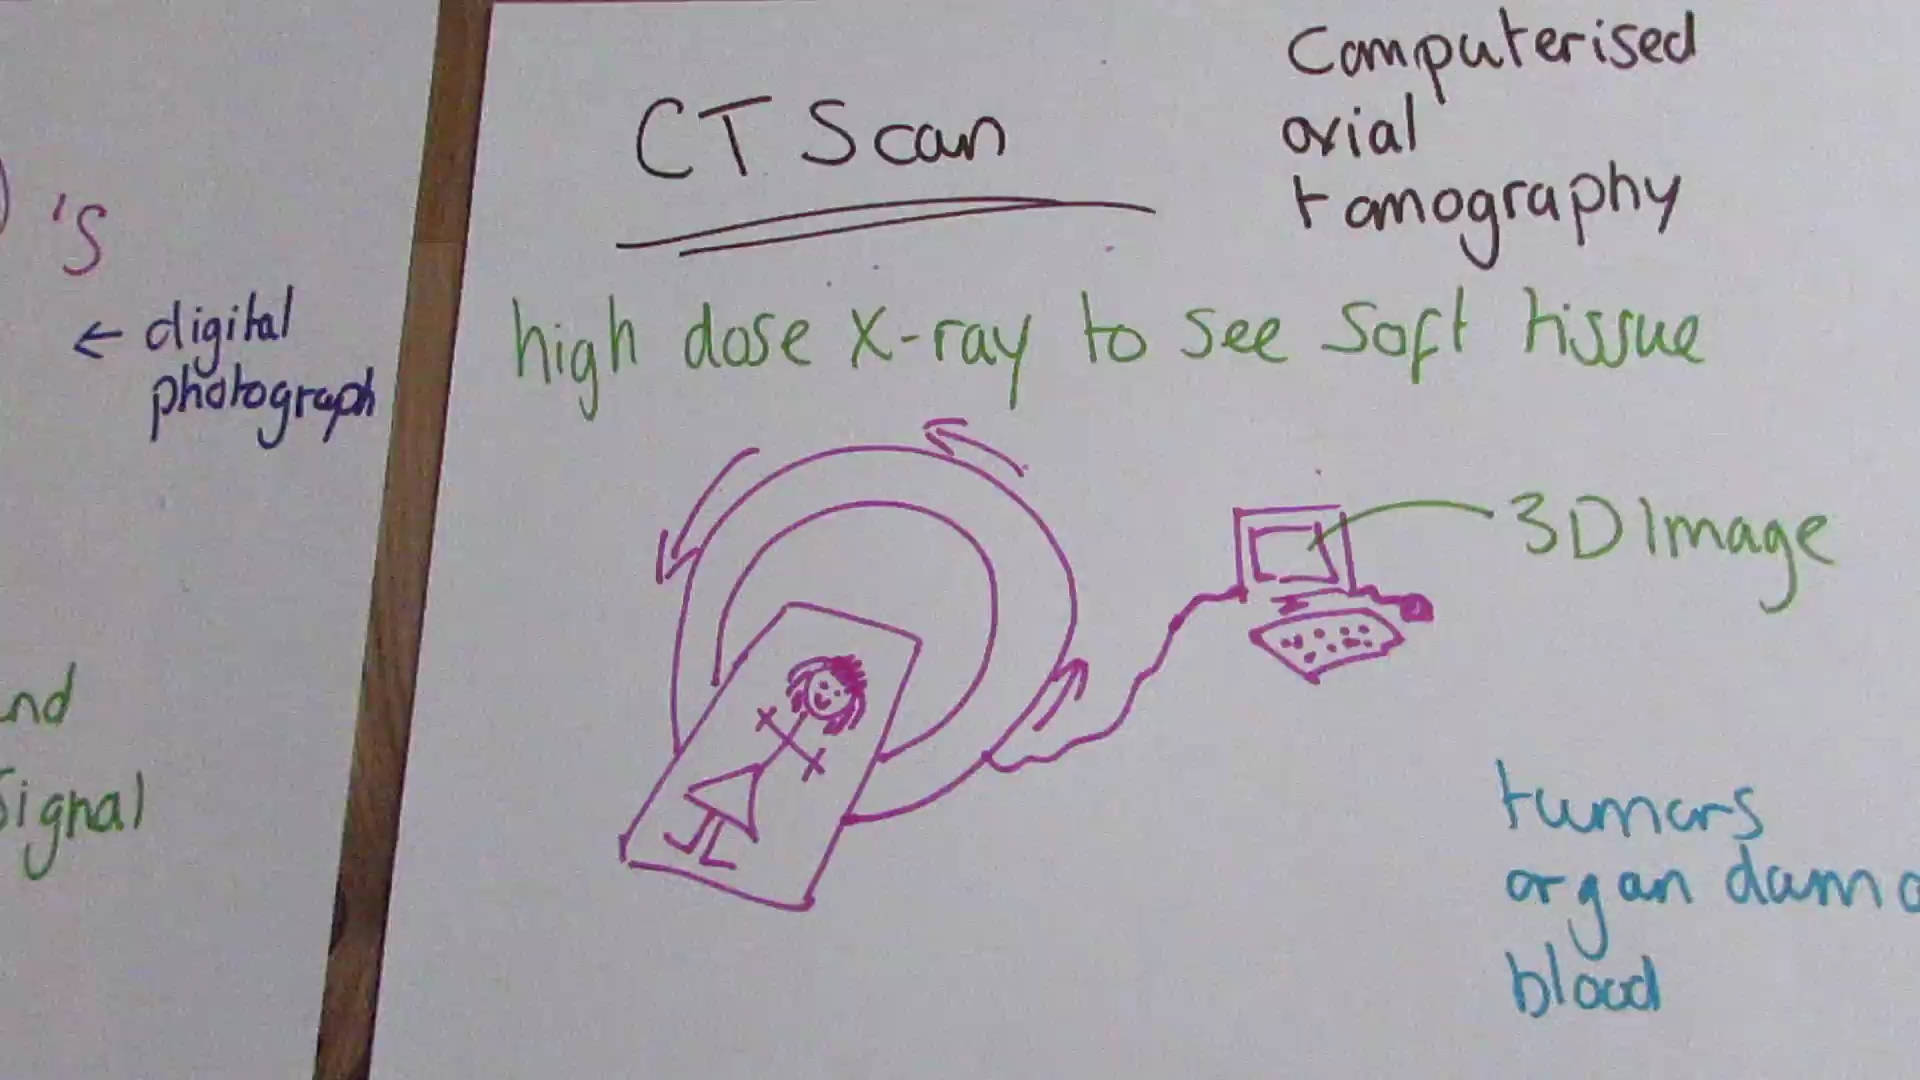 'S
← digital
photograph
nd
Signal
CT Scan
Computerised
axial
tomography
high dose X-ray to see soft tissue
3D Image
tumors
organ dama
blood